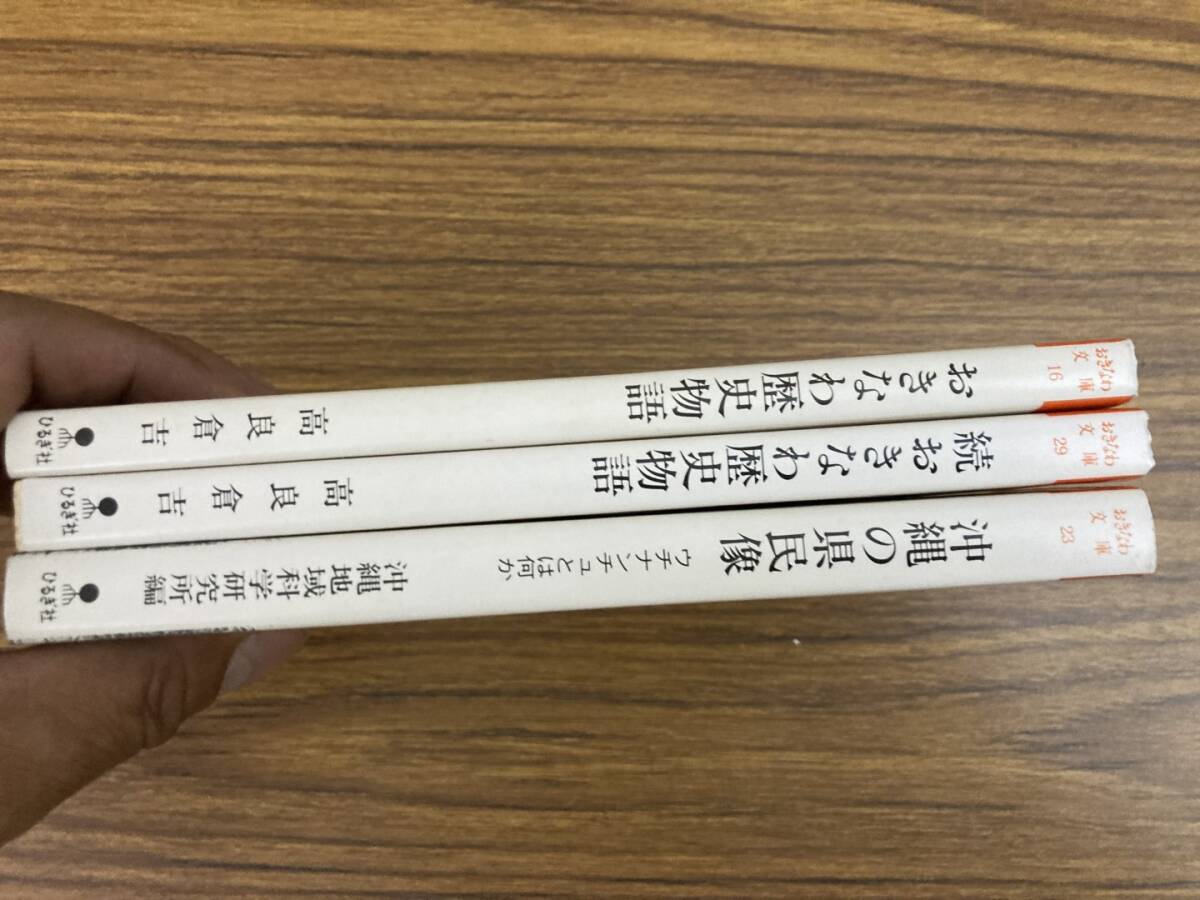 おきなわ
文庫
16
おきなわ歴史物語
高良倉吉
ひるぎ社
おきなわ
文庫
29
続おきなわ歴史物語
高良倉吉
ひるぎ社
おきなわ
文庫
23
沖縄の県民像
ウチナンチュとは何か
沖縄地域科学研究所編
ひるぎ社